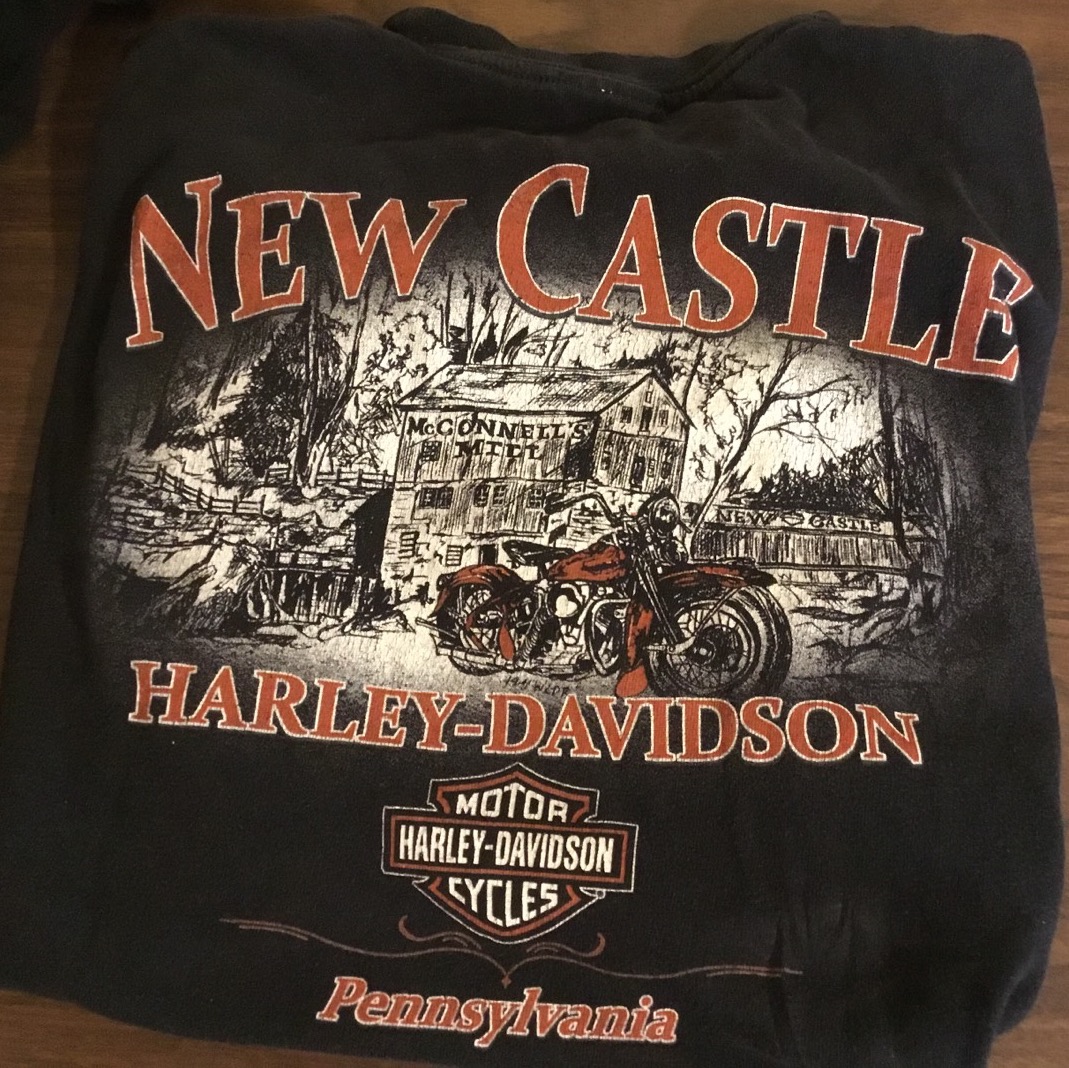 NEW CASTLE
McCONNELL'S
MILL
NEW CASTLE
HARLEY-DAVIDSON
MOTOR
HARLEY-DAVIDSON
CYCLES
Pennsylvania